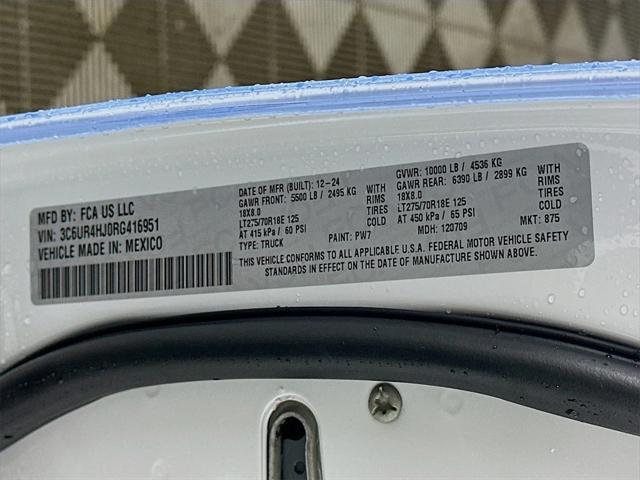 MFD BY: FCA US LLC
VIN: 3C6UR4HJ0RG416951
VEHICLE MADE IN: MEXICO
DATE OF MFR (BUILT): 12-24
GAWR FRONT: 5500 LB / 2495 KG WITH
18X8.0 RIMS
LT275/70R18E 125 TIRES
AT 415 kPa / 60 PSI COLD
TYPE: TRUCK PAINT: PW7
GVWR: 10000 LB / 4536 KG
GAWR REAR: 6390 LB / 2899 KG WITH
18X8.0 RIMS
LT275/70R18E 125 TIRES
AT 450 kPa / 65 PSI COLD
MDH: 120709 MKT: 875
THIS VEHICLE CONFORMS TO ALL APPLICABLE U.S.A. FEDERAL MOTOR VEHICLE SAFETY
STANDARDS IN EFFECT ON THE DATE OF MANUFACTURE SHOWN ABOVE.